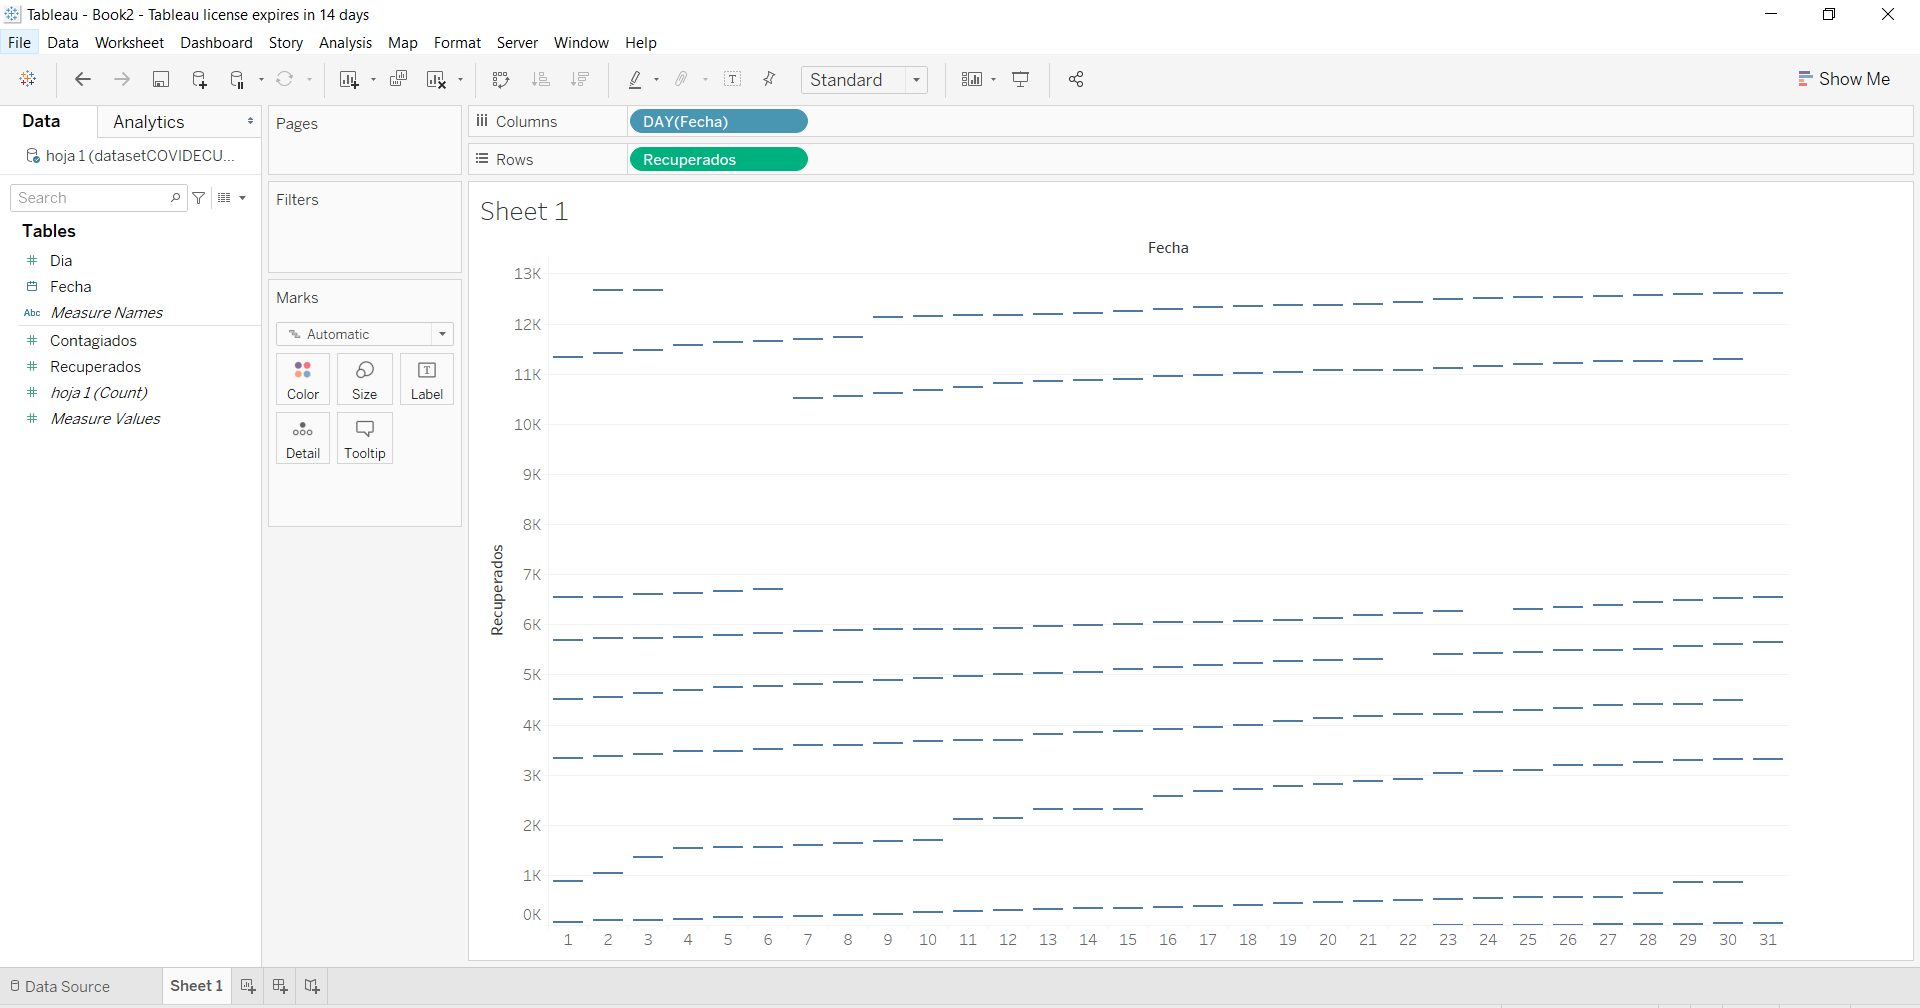 Tableau - Book2 - Tableau license expires in 14 days
File Data Worksheet Dashboard Story Analysis Map Format Server Window Help
Standard
Show Me
Data Analytics
hoja 1 (datasetCOVIDECU...
Search
Tables
Dia
Fecha
Abc Measure Names
Contagiados
Recuperados
hoja 1 (Count)
Measure Values
Pages
Filters
Marks
Automatic
Color Size Label
Detail Tooltip
Columns DAY(Fecha)
Rows Recuperados
Sheet 1
Fecha
13K
12K
11K
10K
9K
8K
7K
6K
5K
4K
3K
2K
1K
0K
Recuperados
1 2 3 4 5 6 7 8 9 10 11 12 13 14 15 16 17 18 19 20 21 22 23 24 25 26 27 28 29 30 31
Data Source Sheet 1